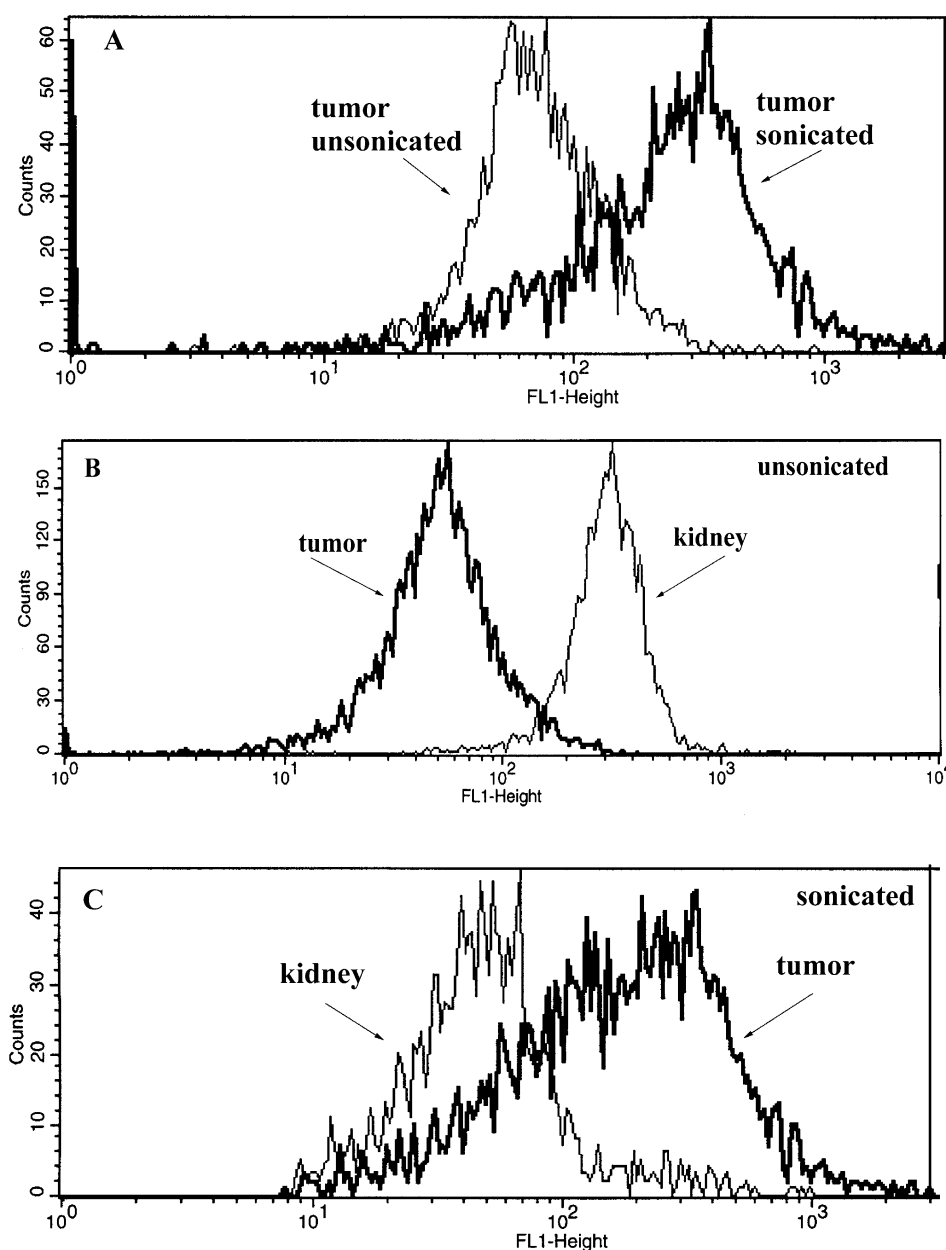 A
tumor
unsonicated
tumor
sonicated
Counts
60
50
40
30
20
10
0
10⁰
10¹
10²
10³
FL1-Height
B
unsonicated
tumor
kidney
Counts
150
120
90
60
30
0
10⁰
10¹
10²
10³
FL1-Height
C
sonicated
kidney
tumor
Counts
40
30
20
10
0
10⁰
10¹
10²
10³
FL1-Height